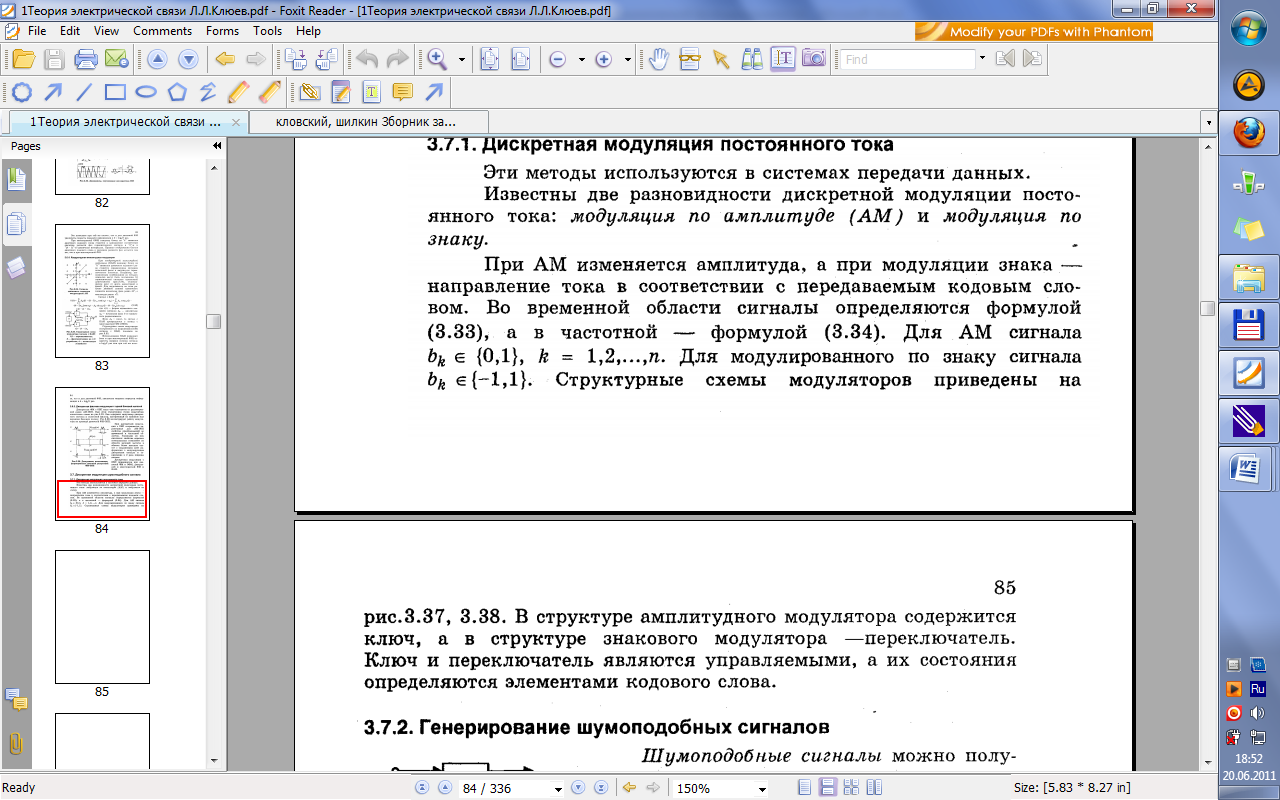 1Теория электрической связи Л.Л.Клюев.pdf - Foxit Reader - [1Теория электрической связи Л.Л.Клюев.pdf]
File Edit View Comments Forms Tools Help
Modify your PDFs with Phantom
Find
1Теория электрической связи ...
кловский, шилкин Зборник за...
Pages
82
83
84
85
3.7.1. Дискретная модуляция постоянного тока
Эти методы используются в системах передачи данных.
Известны две разновидности дискретной модуляции посто-
янного тока: модуляция по амплитуде (АМ) и модуляция по
знаку.
При АМ изменяется амплитуда, а при модуляции знака —
направление тока в соответствии с передаваемым кодовым сло-
вом. Во временной области сигналы определяются формулой
(3.33), а в частотной — формулой (3.34). Для АМ сигнала
bk ∈ {0,1}, k = 1,2,...,n. Для модулированного по знаку сигнала
bk ∈{−1,1}. Структурные схемы модуляторов приведены на
85
рис.3.37, 3.38. В структуре амплитудного модулятора содержится
ключ, а в структуре знакового модулятора —переключатель.
Ключ и переключатель являются управляемыми, а их состояния
определяются элементами кодового слова.
3.7.2. Генерирование шумоподобных сигналов
Шумоподобные сигналы можно полу-
Ready
84 / 336
150%
Size: [5.83 * 8.27 in]
Ru
18:52
20.06.2011